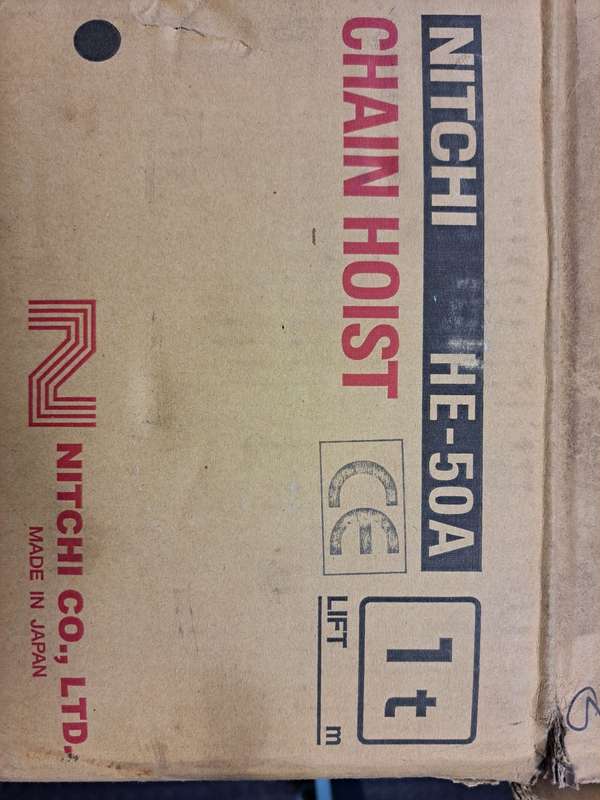 NITCHI HE-50A
CHAIN HOIST
CE
1t
LIFT m
NITCHI CO., LTD.
MADE IN JAPAN